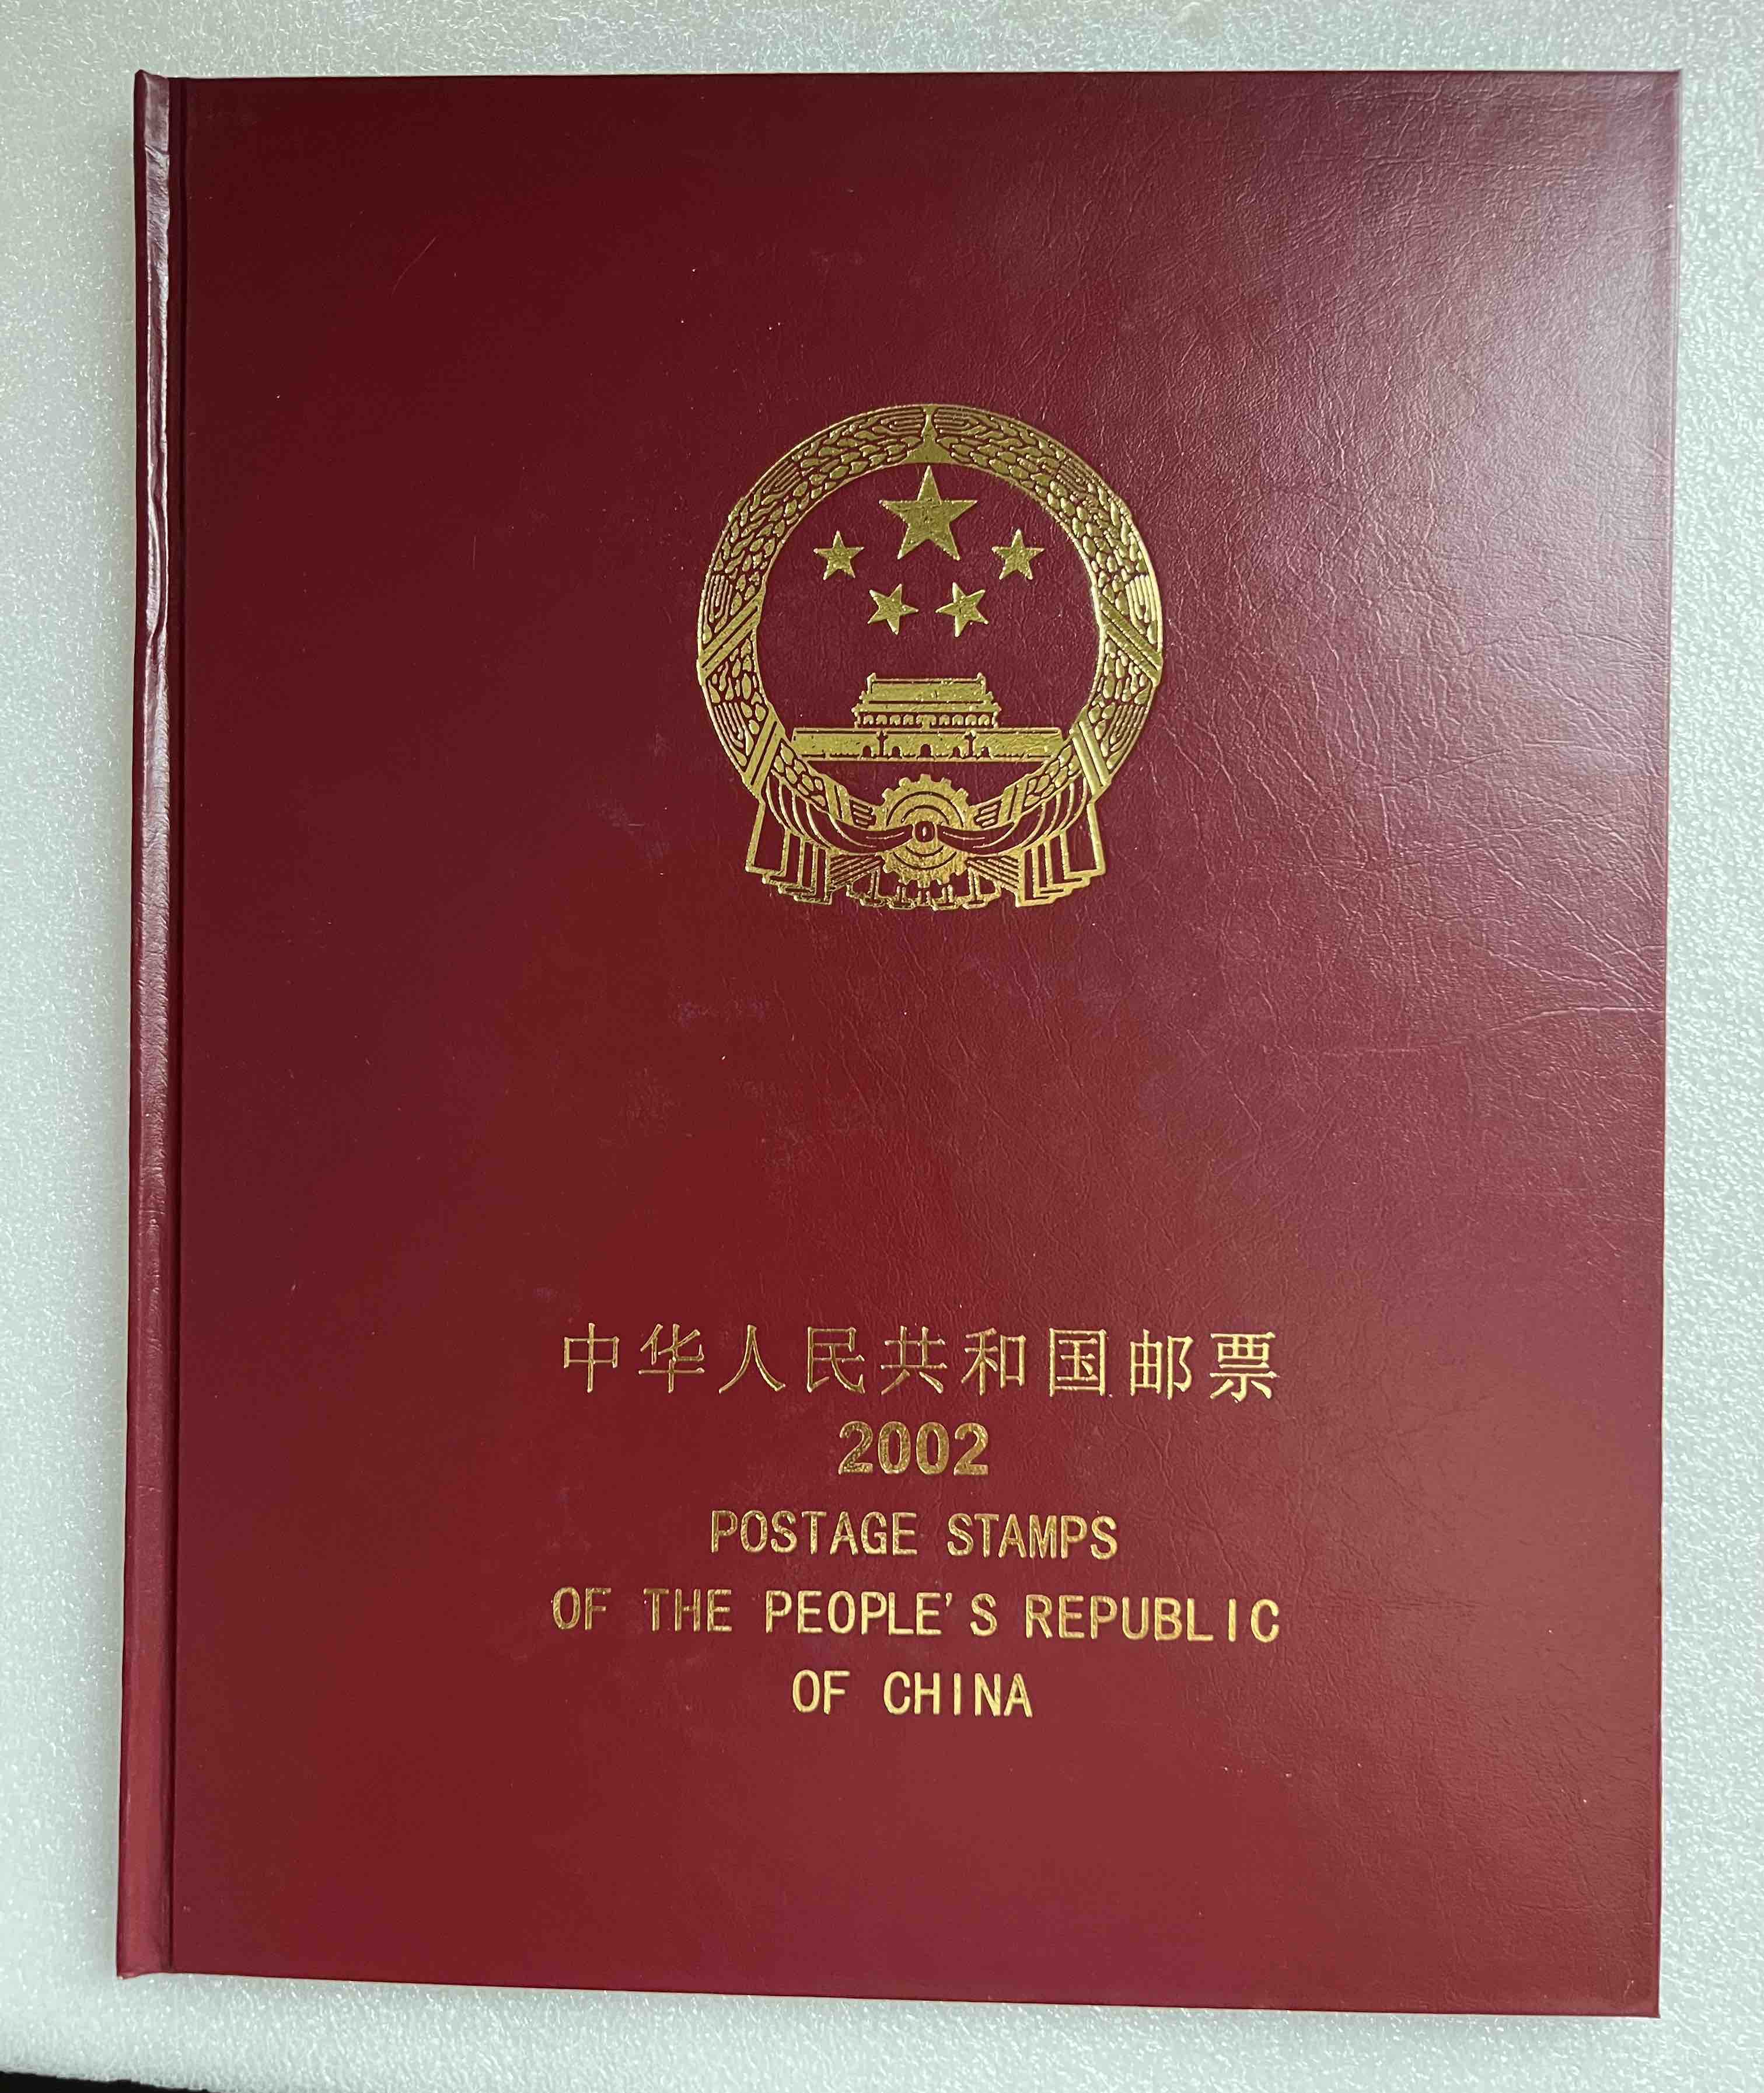 中华人民共和国邮票
2002
POSTAGE STAMPS
OF THE PEOPLE'S REPUBLIC
OF CHINA